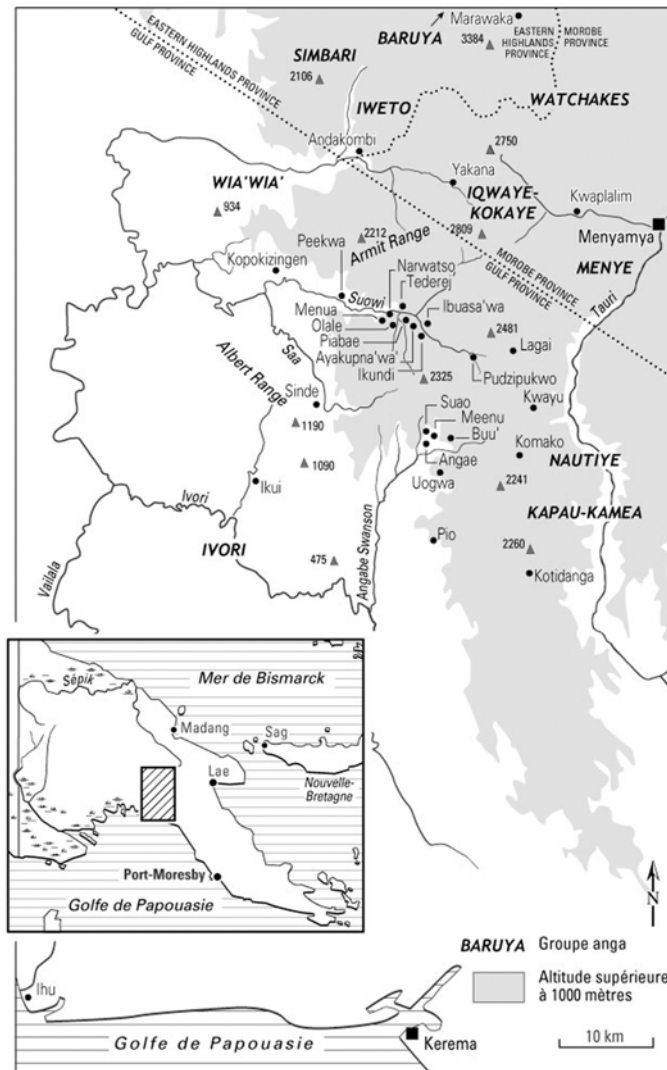 Marawaka
BARUYA
3384
EASTERN
HIGHLANDS
PROVINCE
MOROBE
PROVINCE
EASTERN HIGHLANDS PROVINCE
GULF PROVINCE
SIMBARI
2106
IWETO
WATCHAKES
Andakombi
2750
Yakana
WIA'WIA'
934
IQWAYE-
KOKAYE
Kwaplalim
2212
Armit Range
2809
Menyamya
Peekwa
Kopokizingen
Narwatso
Tederej
MOROBE PROVINCE
GULF PROVINCE
MENYE
Suowi
Menua
Olale
Piabae
Ayakupna'wa'
Ikundi
Ibuasa'wa
2481
Lagai
Tauri
Saa
Albert Range
2325
Pudzipukwo
Sinde
Suao
Meenu
Buu'
Kwayu
1190
Komako
1090
Angae
Uogwa
NAUTIYE
Ikui
Ivori
2241
KAPAU-KAMEA
IVORI
Angabe Swanson
Pio
Vailala
475
2260
Kotidanga
Sépik
Mer de Bismarck
Madang
Sag
Lae
Nouvelle-
Bretagne
Port-Moresby
Golfe de Papouasie
N
BARUYA Groupe anga
Altitude supérieure
à 1000 mètres
Ihu
Golfe de Papouasie
Kerema
10 km